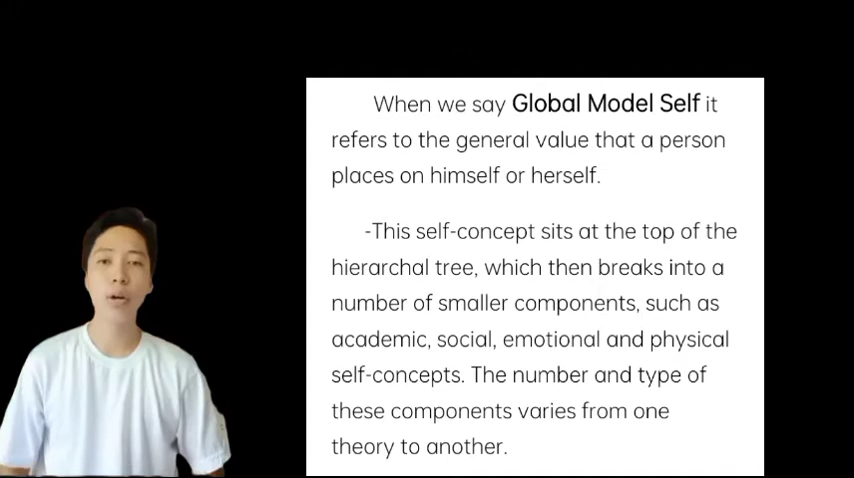 When we say Global Model Self it
refers to the general value that a person
places on himself or herself.
-This self-concept sits at the top of the
hierarchal tree, which then breaks into a
number of smaller components, such as
academic, social, emotional and physical
self-concepts. The number and type of
these components varies from one
theory to another.